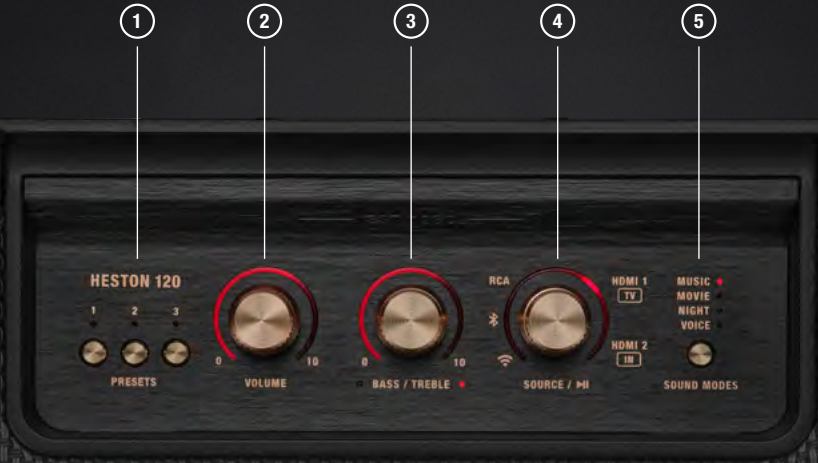 1 2 3 4 5
HESTON 120
1 2 3
PRESETS
0 10
VOLUME
0 10
BASS / TREBLE
RCA
HDMI 1
TV
HDMI 2
IN
SOURCE /
MUSIC
MOVIE
NIGHT
VOICE
SOUND MODES